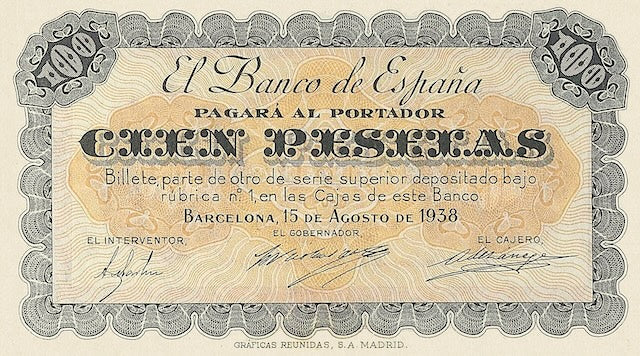 100 100
El Banco de España
PAGARÁ AL PORTADOR
CIEN PESETAS
Billete, parte de otro de serie superior depositado bajo
rúbrica nº 1, en las Cajas de este Banco.
BARCELONA, 15 DE AGOSTO DE 1938
EL INTERVENTOR, EL GOBERNADOR, EL CAJERO,
GRÁFICAS REUNIDAS, S. A. MADRID.